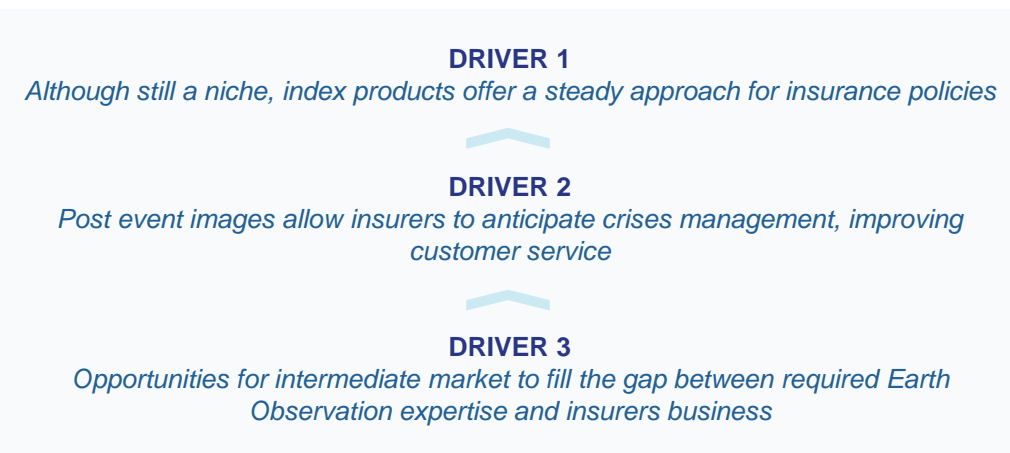 DRIVER 1
Although still a niche, index products offer a steady approach for insurance policies
DRIVER 2
Post event images allow insurers to anticipate crises management, improving
customer service
DRIVER 3
Opportunities for intermediate market to fill the gap between required Earth
Observation expertise and insurers business